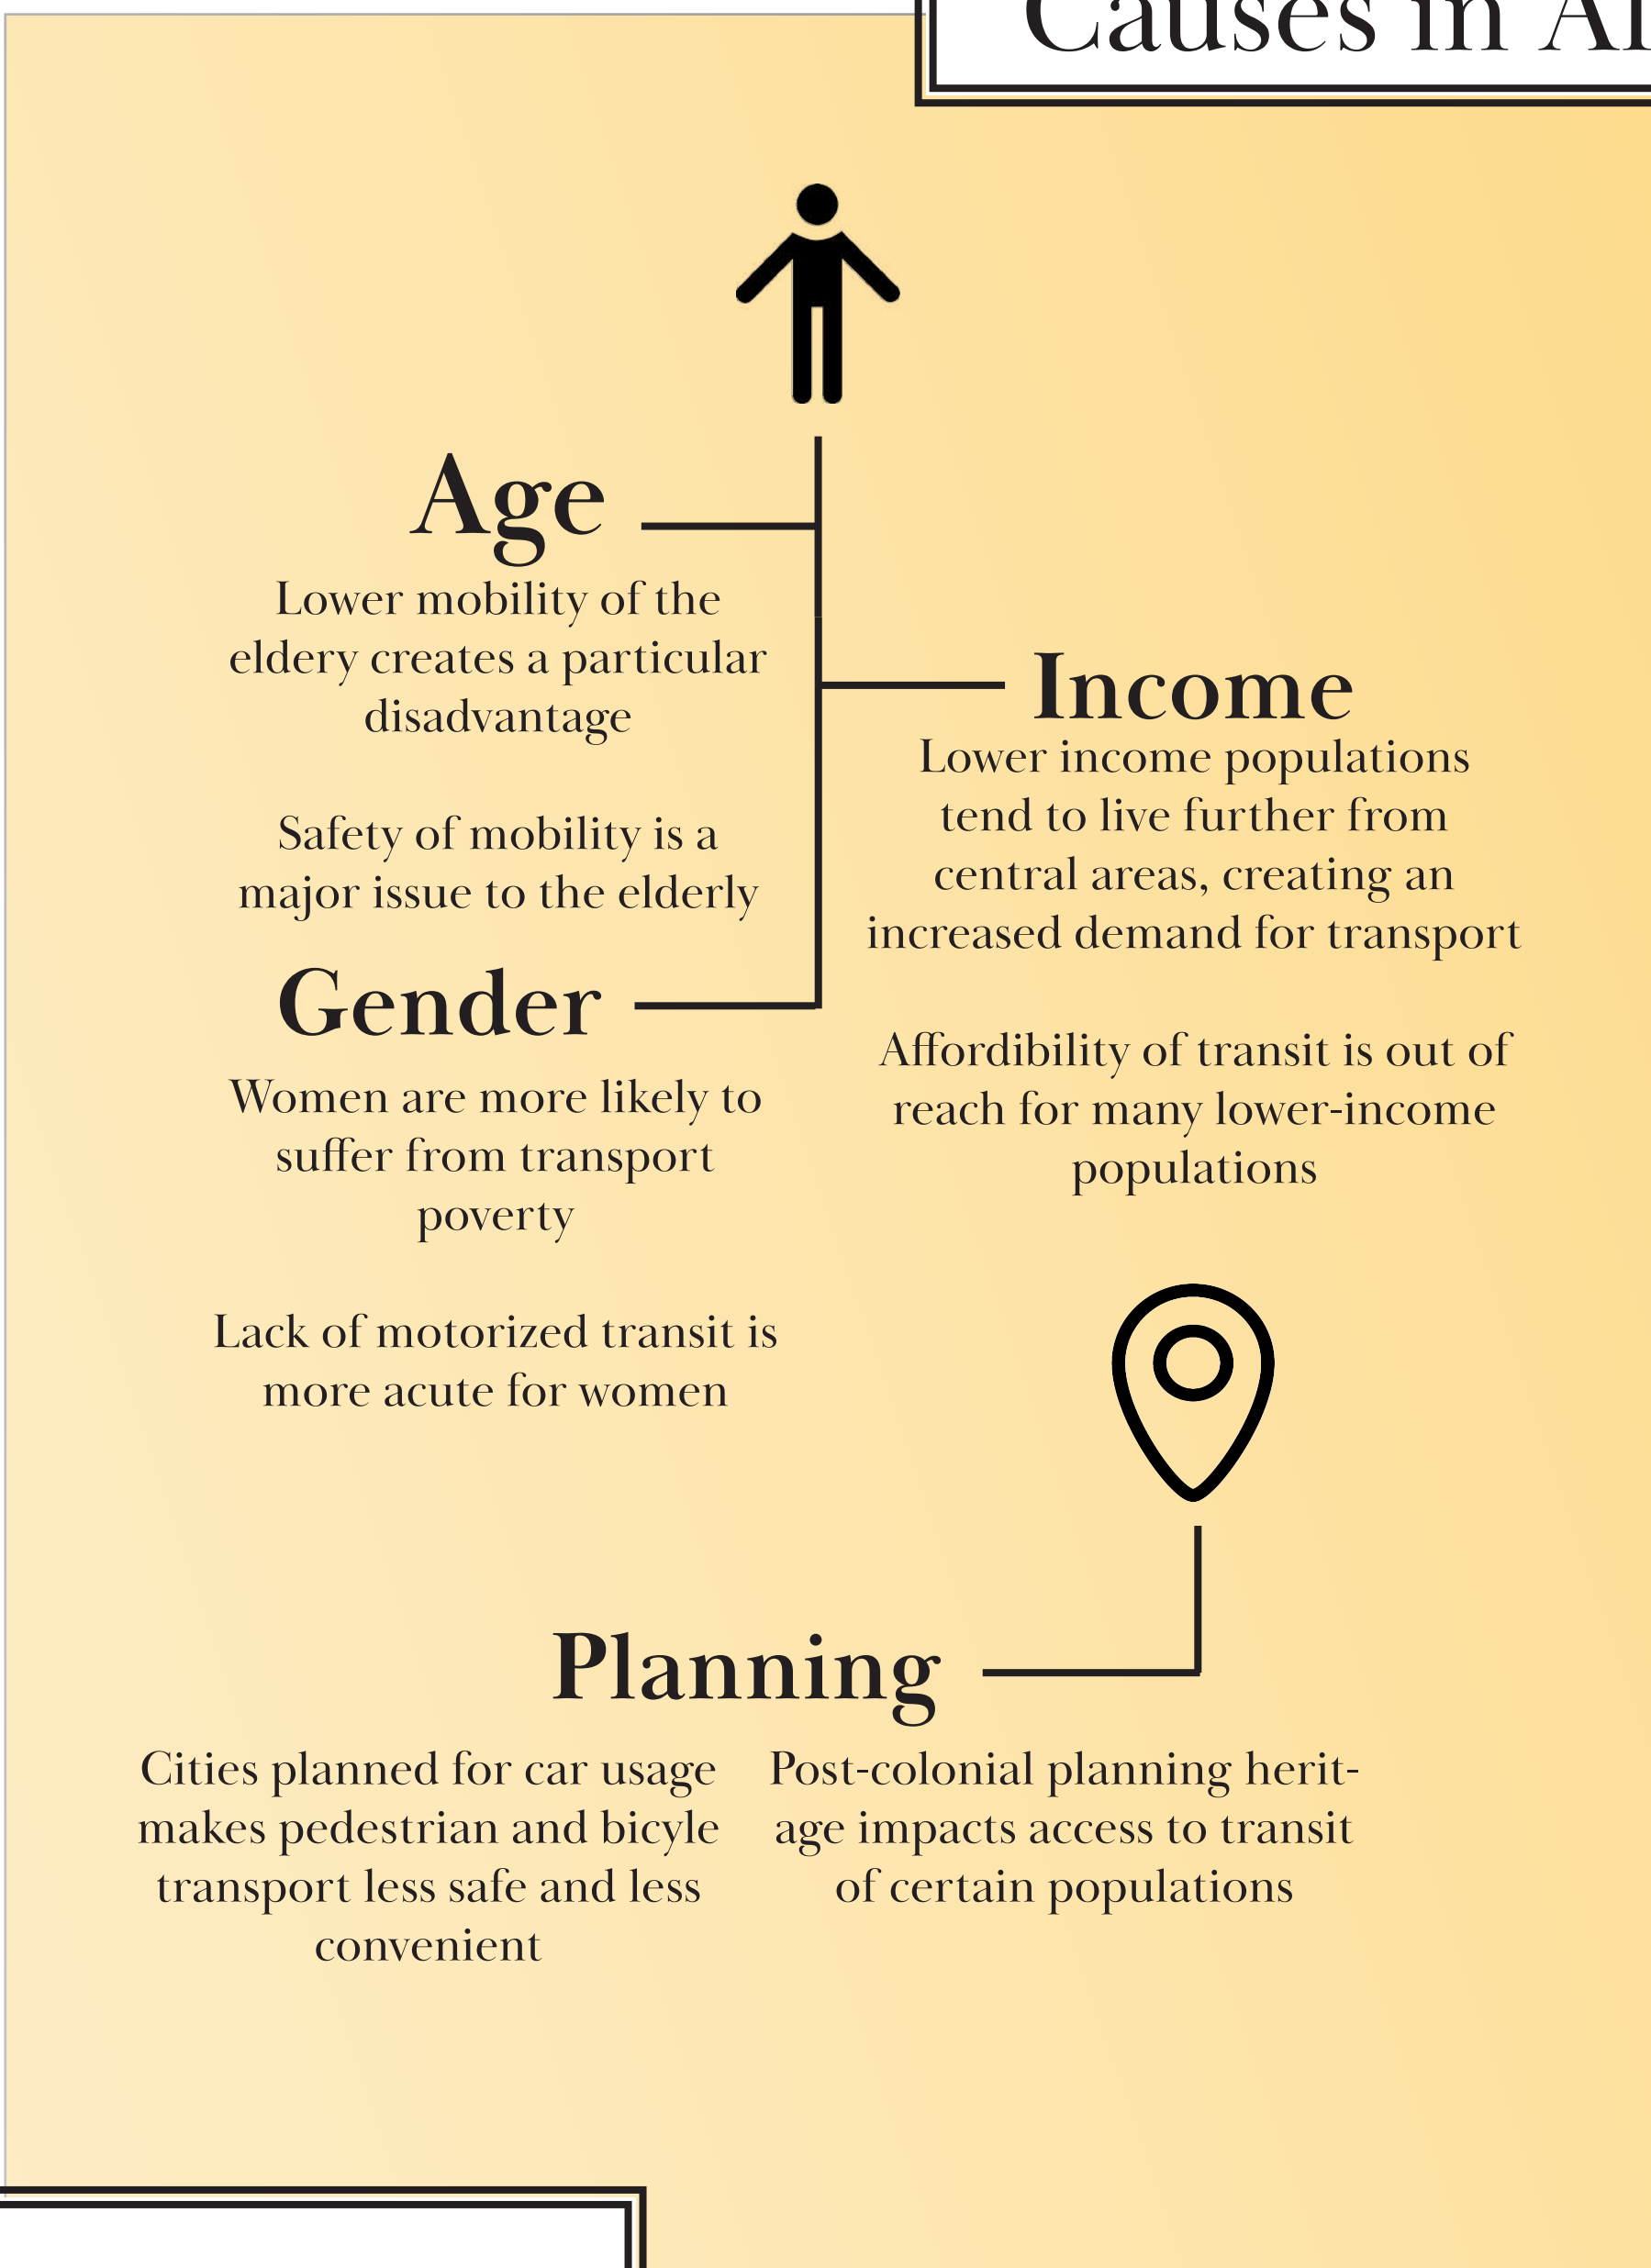 Causes in
Age
Lower mobility of the
eldery creates a particular
disadvantage
Safety of mobility is a
major issue to the elderly
Income
Lower income populations
tend to live further from
central areas, creating an
increased demand for transport
Affordibility of transit is out of
reach for many lower-income
populations
Gender
Women are more likely to
suffer from transport
poverty
Lack of motorized transit is
more acute for women
Planning
Cities planned for car usage
makes pedestrian and bicyle
transport less safe and less
convenient
Post-colonial planning herit-
age impacts access to transit
of certain populations